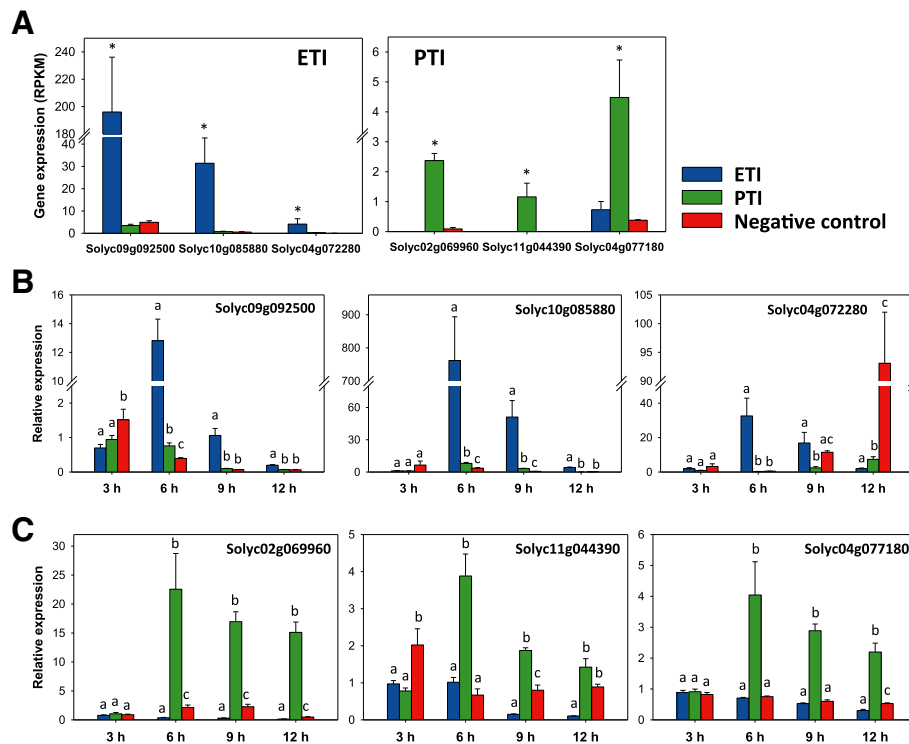 A
ETI
PTI
Gene expression (RPKM)
240
220
200
180
40
30
20
10
0
* * *
Solyc09g092500 Solyc10g085880 Solyc04g072280
6
5
4
3
2
1
0
* * *
Solyc02g069960 Solyc11g044390 Solyc04g077180
ETI
PTI
Negative control
B
Relative expression
Solyc09g092500
16
14
12
10
2
1
0
a a b
a b c
a b b
a b b
3 h 6 h 9 h 12 h
Solyc10g085880
900
800
700
60
30
0
a a a
a b c
a b c
a b b
3 h 6 h 9 h 12 h
Solyc04g072280
105
100
95
90
40
20
0
a a a
a b b
a b ac
a b c
3 h 6 h 9 h 12 h
C
Relative expression
Solyc02g069960
30
25
20
15
10
5
0
a a a
a b c
a b c
a b c
3 h 6 h 9 h 12 h
Solyc11g044390
5
4
3
2
1
0
a a b
a b a
a b c
a b b
3 h 6 h 9 h 12 h
Solyc04g077180
6
5
4
3
2
1
0
a a a
a b a
a b a
a b c
3 h 6 h 9 h 12 h